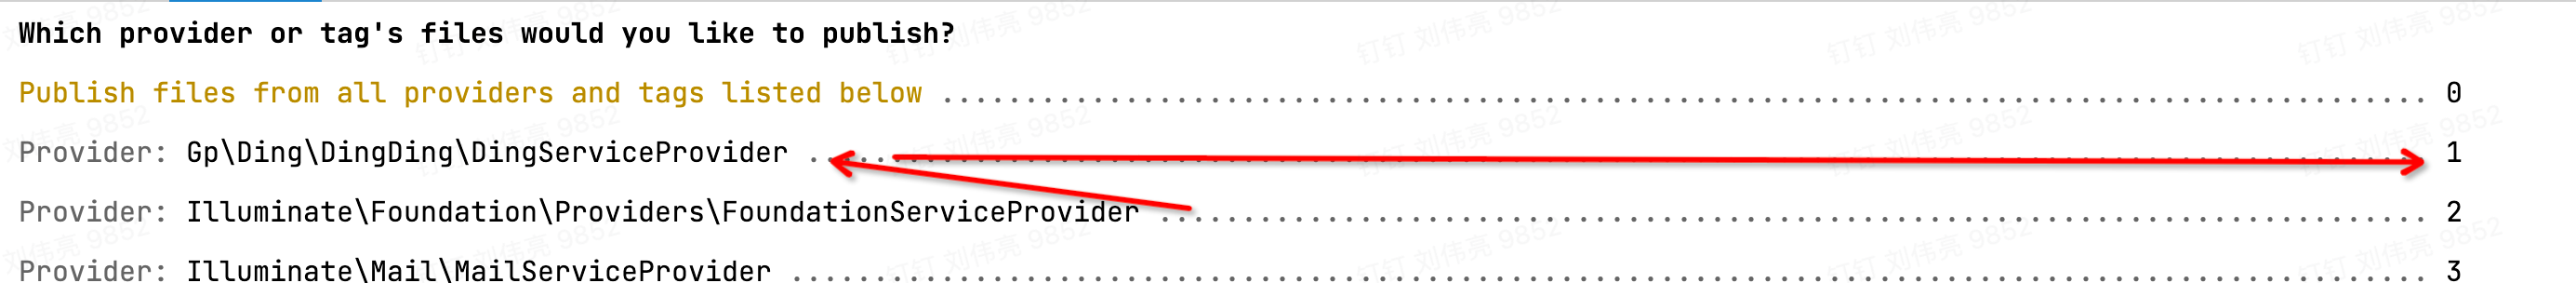 Which provider or tag's files would you like to publish?
Publish files from all providers and tags listed below ........................................................................................ 0
Provider: Gp\Ding\DingDing\DingServiceProvider ................................................................................................ 1
Provider: Illuminate\Foundation\Providers\FoundationServiceProvider ........................................................................... 2
Provider: Illuminate\Mail\MailServiceProvider ................................................................................................. 3
钉钉 刘伟亮 9852